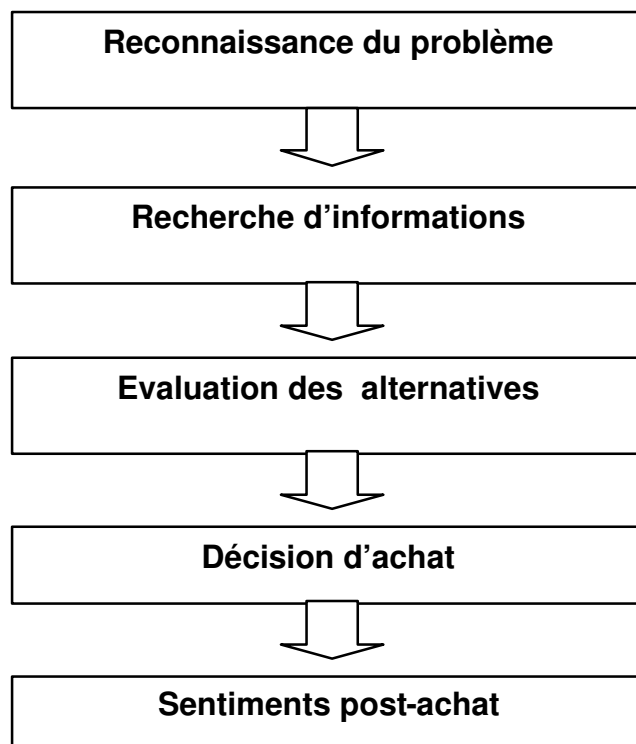 Reconnaissance du problème
Recherche d’informations
Evaluation des  alternatives
Décision d’achat
Sentiments post-achat